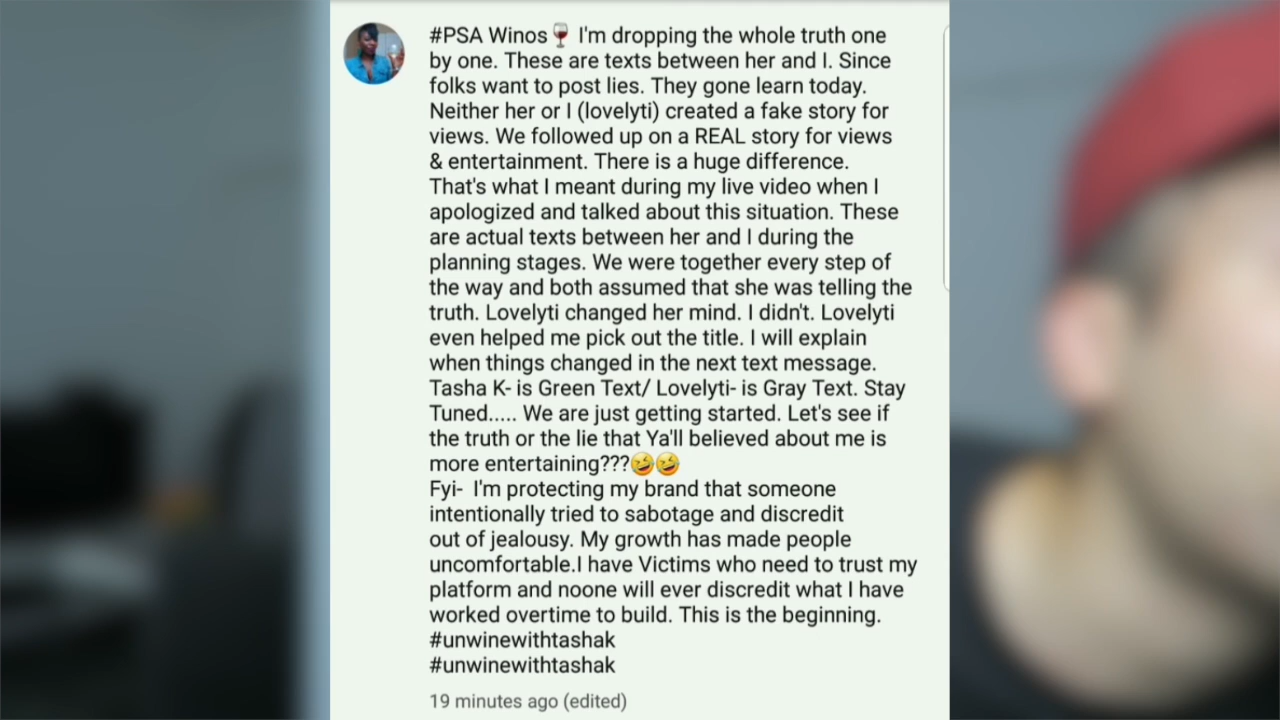 #PSA Winos🍷 I'm dropping the whole truth one
by one. These are texts between her and I. Since
folks want to post lies. They gone learn today.
Neither her or I (lovelyti) created a fake story for
views. We followed up on a REAL story for views
& entertainment. There is a huge difference.
That's what I meant during my live video when I
apologized and talked about this situation. These
are actual texts between her and I during the
planning stages. We were together every step of
the way and both assumed that she was telling the
truth. Lovelyti changed her mind. I didn't. Lovelyti
even helped me pick out the title. I will explain
when things changed in the next text message.
Tasha K- is Green Text/ Lovelyti- is Gray Text. Stay
Tuned..... We are just getting started. Let's see if
the truth or the lie that Ya'll believed about me is
more entertaining???🤣🤣
Fyi-  I'm protecting my brand that someone
intentionally tried to sabotage and discredit
out of jealousy. My growth has made people
uncomfortable.I have Victims who need to trust my
platform and noone will ever discredit what I have
worked overtime to build. This is the beginning.
#unwinewithtashak
#unwinewithtashak
19 minutes ago (edited)